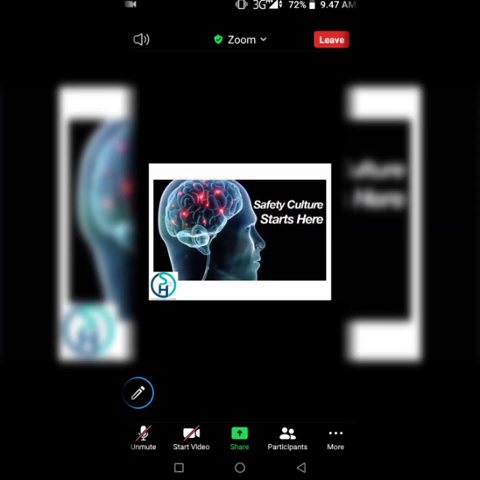 3G 72% 9.47 AM
Zoom
Leave
Safety Culture
Starts Here
Unmute
Start Video
Share
Participants
More